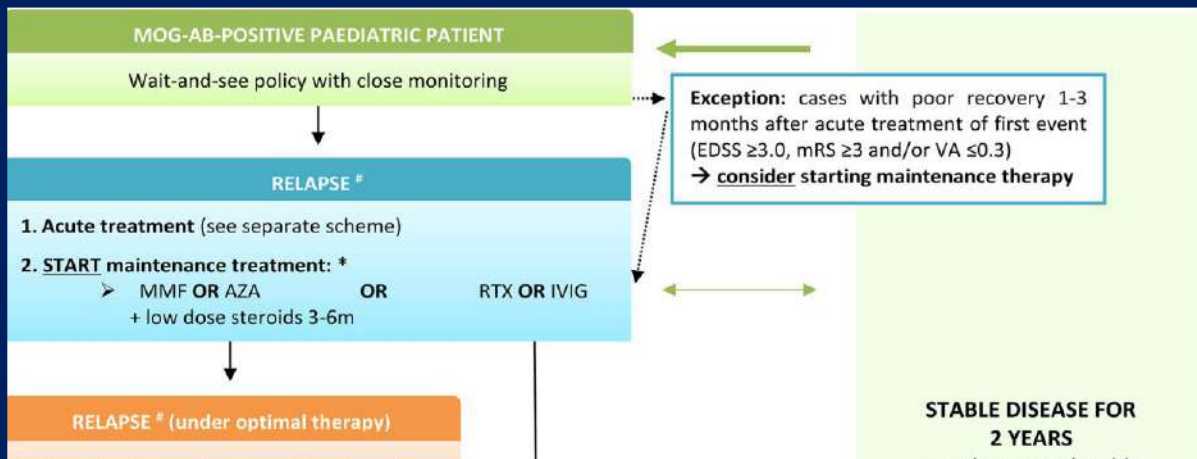 MOG-AB-POSITIVE PAEDIATRIC PATIENT
Wait-and-see policy with close monitoring
Exception: cases with poor recovery 1-3
months after acute treatment of first event
(EDSS ≥3.0, mRS ≥3 and/or VA ≤0.3)
→ consider starting maintenance therapy
RELAPSE #
1. Acute treatment (see separate scheme)
2. START maintenance treatment: *
➢ MMF OR AZA OR RTX OR IVIG
+ low dose steroids 3-6m
RELAPSE # (under optimal therapy)
STABLE DISEASE FOR
2 YEARS